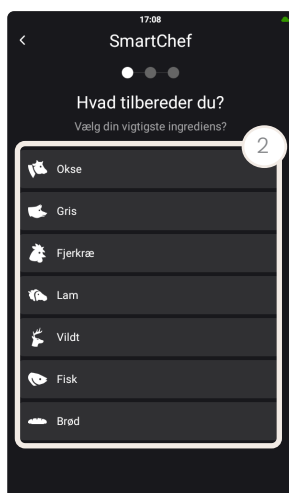 17:08
SmartChef
Hvad tilbereder du?
Vælg din vigtigste ingrediens?
2
Okse
Gris
Fjerkræ
Lam
Vildt
Fisk
Brød